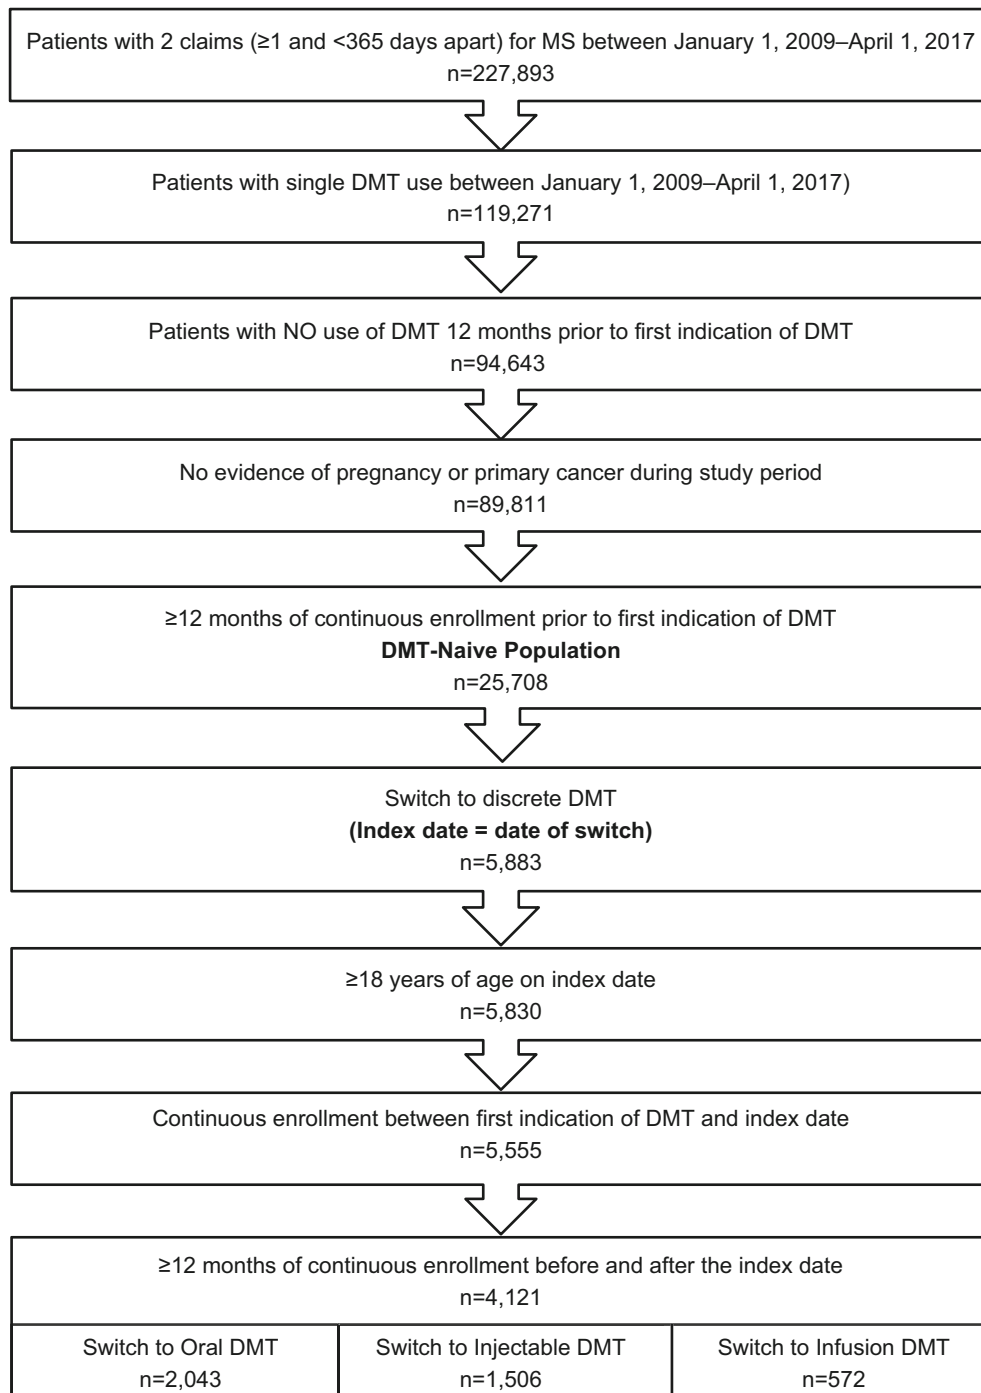 Patients with 2 claims (≥1 and <365 days apart) for MS between January 1, 2009–April 1, 2017
n=227,893
Patients with single DMT use between January 1, 2009–April 1, 2017)
n=119,271
Patients with NO use of DMT 12 months prior to first indication of DMT
n=94,643
No evidence of pregnancy or primary cancer during study period
n=89,811
≥12 months of continuous enrollment prior to first indication of DMT
DMT-Naive Population
n=25,708
Switch to discrete DMT
(Index date = date of switch)
n=5,883
≥18 years of age on index date
n=5,830
Continuous enrollment between first indication of DMT and index date
n=5,555
≥12 months of continuous enrollment before and after the index date
n=4,121
Switch to Oral DMT
n=2,043
Switch to Injectable DMT
n=1,506
Switch to Infusion DMT
n=572